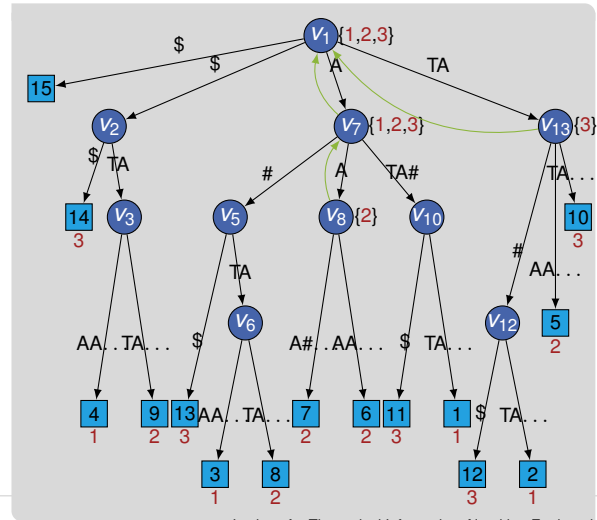 V1 {1,2,3}
$ $ A TA
15
V2 V7 {1,2,3} V13 {3}
$ TA # A TA# TA...
14 V3 V5 V8 {2} V10 10
3 3
TA # AA...
V6 V12 5
2
AA... TA... $ A#... AA... $ TA...
4 9 13 AA... TA... 7 6 11 1 $ TA...
1 2 3 2 2 3 1
3 8 12 2
1 2 3 1